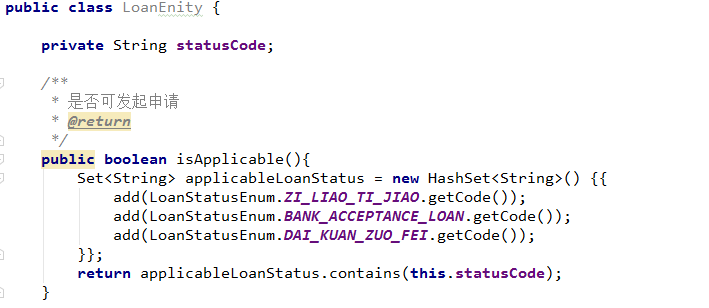 public class LoanEnity {
private String statusCode;
/**
* 是否可发起申请
* @return
*/
public boolean isApplicable(){
Set<String> applicableLoanStatus = new HashSet<String>() {{
add(LoanStatusEnum.ZI_LIAO_TI_JIAO.getCode());
add(LoanStatusEnum.BANK_ACCEPTANCE_LOAN.getCode());
add(LoanStatusEnum.DAI_KUAN_ZUO_FEI.getCode());
}};
return applicableLoanStatus.contains(this.statusCode);
}